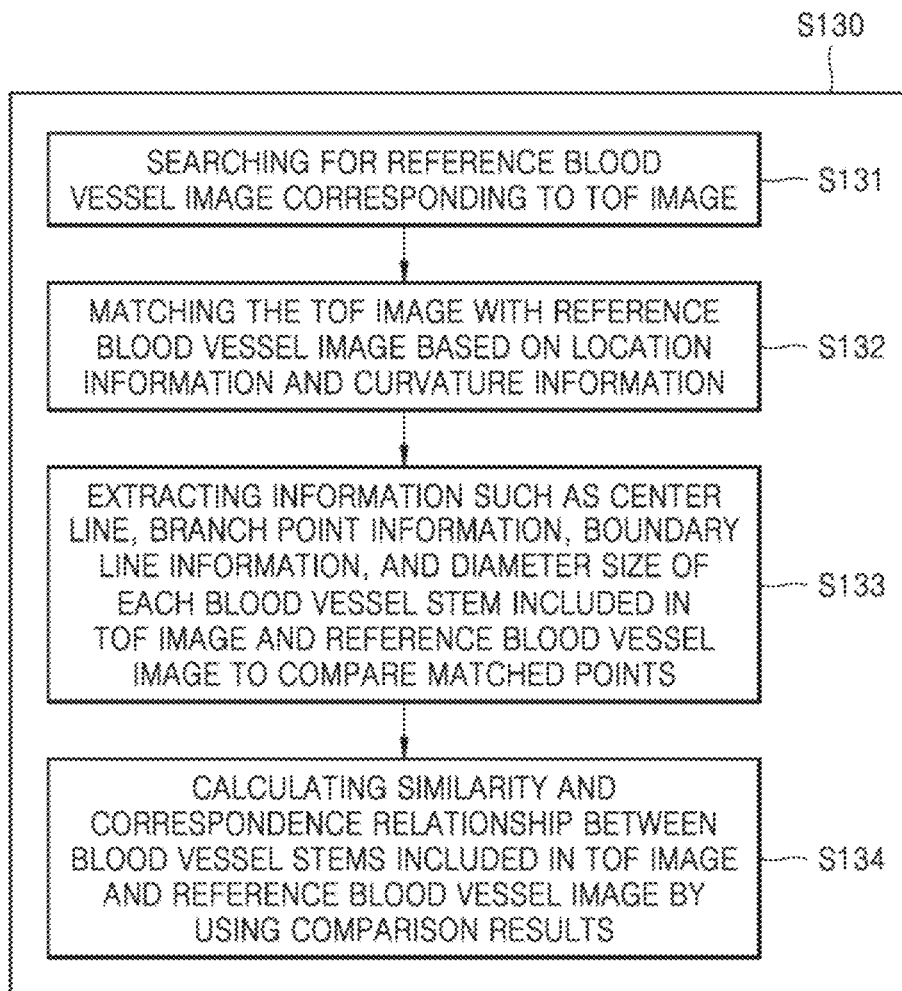 S130
SEARCHING FOR REFERENCE BLOOD
VESSEL IMAGE CORRESPONDING TO TOF IMAGE
S131
MATCHING THE TOF IMAGE WITH REFERENCE
BLOOD VESSEL IMAGE BASED ON LOCATION
INFORMATION AND CURVATURE INFORMATION
S132
EXTRACTING INFORMATION SUCH AS CENTER
LINE, BRANCH POINT INFORMATION, BOUNDARY
LINE INFORMATION, AND DIAMETER SIZE OF
EACH BLOOD VESSEL STEM INCLUDED IN
TOF IMAGE AND REFERENCE BLOOD VESSEL
IMAGE TO COMPARE MATCHED POINTS
S133
CALCULATING SIMILARITY AND
CORRESPONDENCE RELATIONSHIP BETWEEN
BLOOD VESSEL STEMS INCLUDED IN TOF IMAGE
AND REFERENCE BLOOD VESSEL IMAGE BY
USING COMPARISON RESULTS
S134